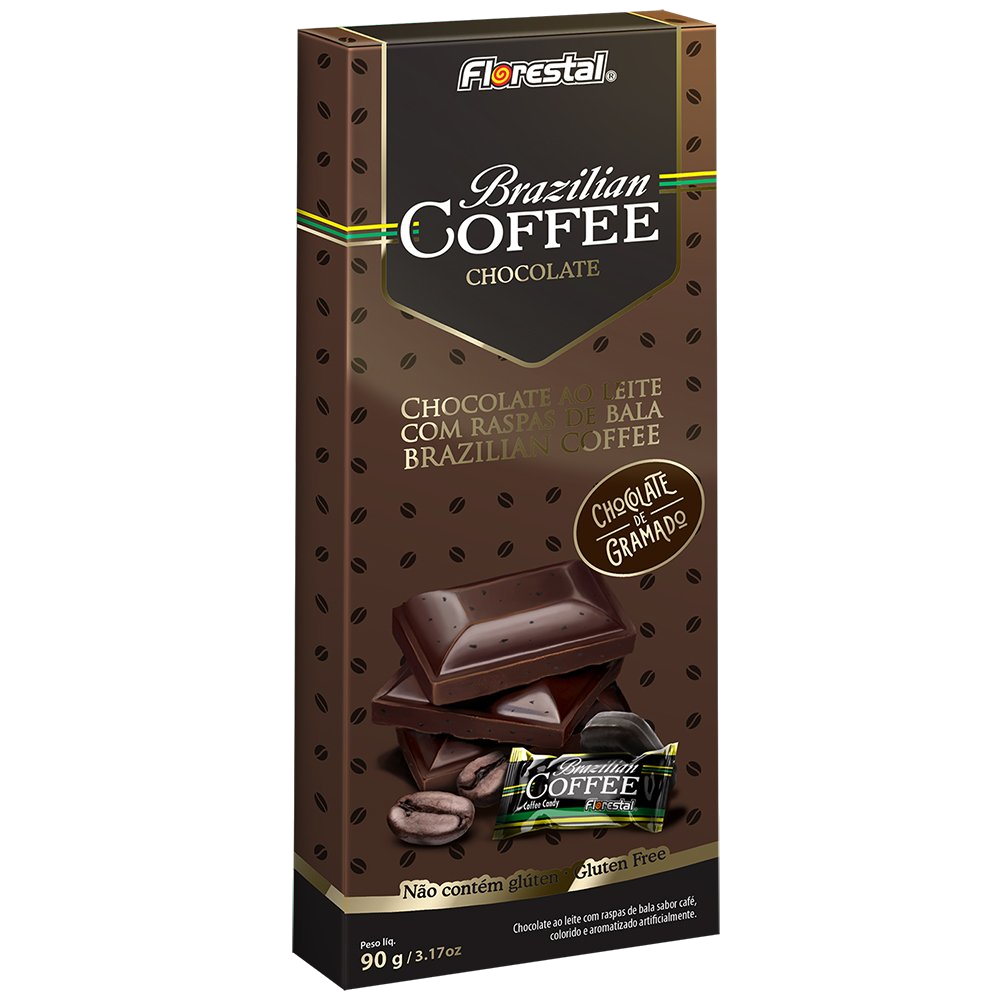 Florestal®
Brazilian
COFFEE
CHOCOLATE
CHOCOLATE AO LEITE
COM RASPAS DE BALA
BRAZILIAN COFFEE
CHOCOLATE
DE
GRAMADO
Brazilian
COFFEE
Coffee Candy
Florestal
Não contém glúten • Gluten Free
Chocolate ao leite com raspas de bala sabor café,
colorido e aromatizado artificialmente.
Peso líq.
90 g / 3.17oz